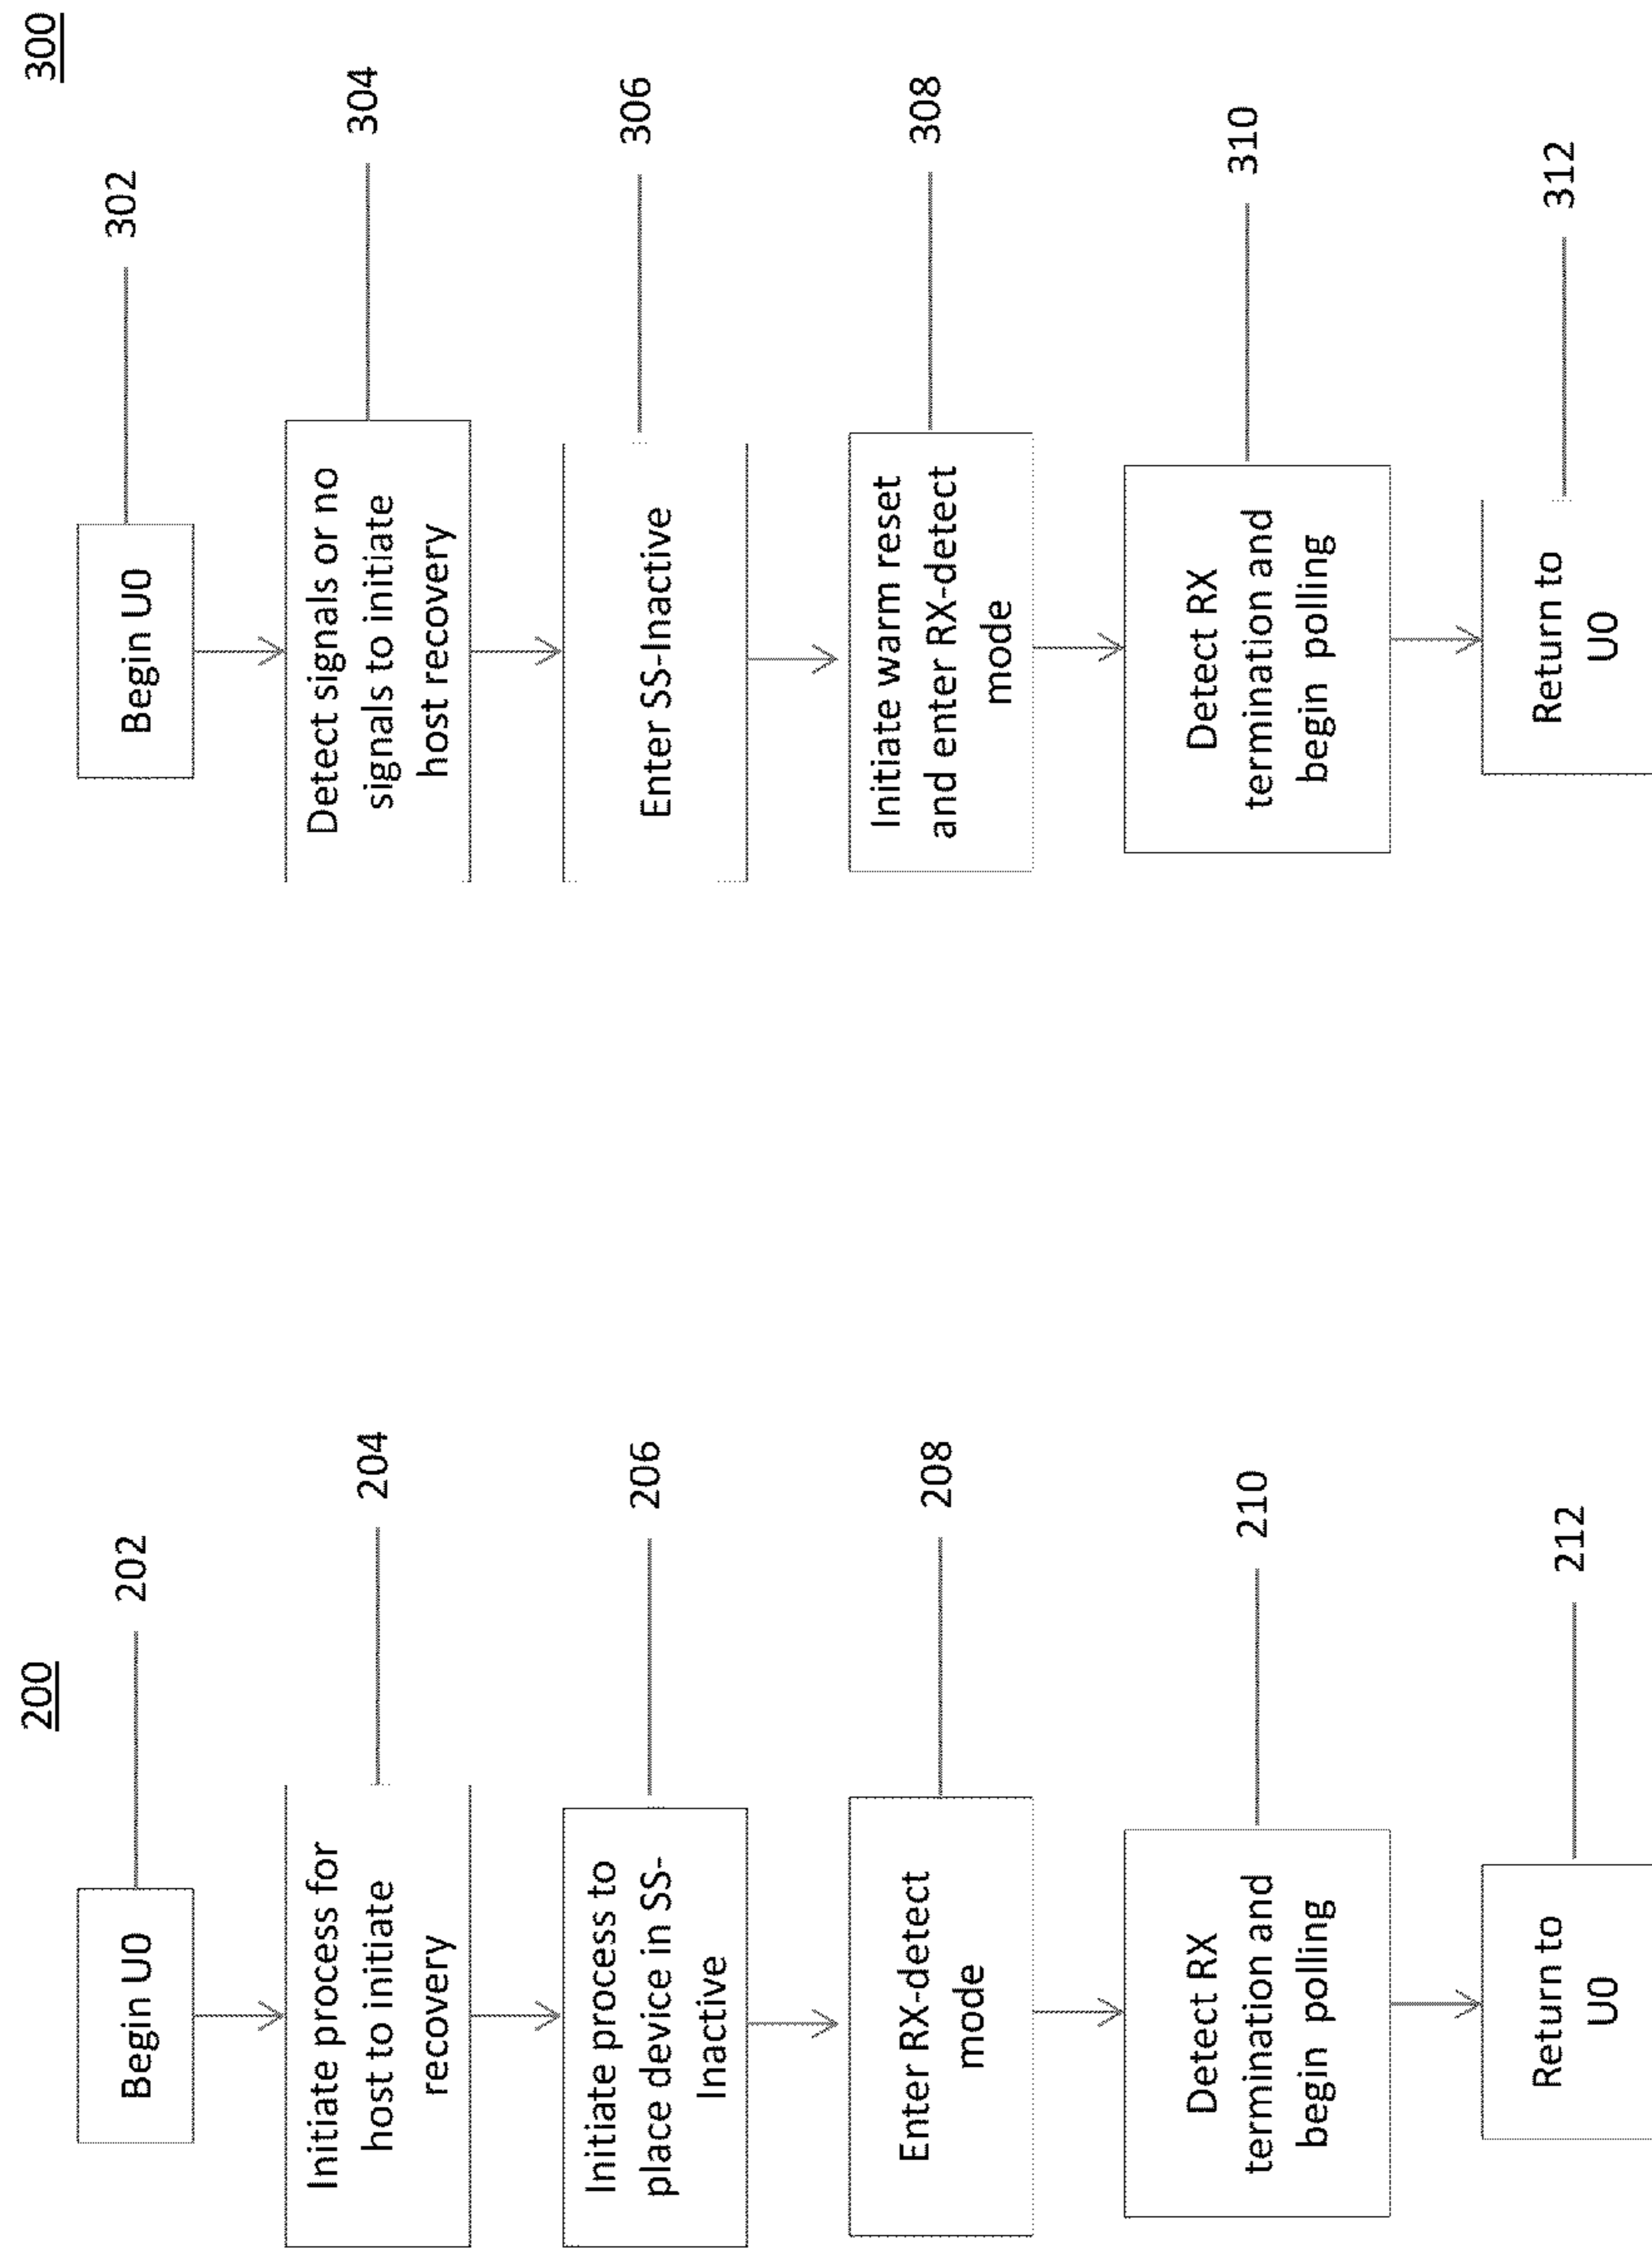 200
Begin U0
202
Initiate process for
host to initiate
recovery
204
Initiate process to
place device in SS-
Inactive
206
Enter RX-detect
mode
208
Detect RX
termination and
begin polling
210
Return to
U0
212
300
Begin U0
302
Detect signals or no
signals to initiate
host recovery
304
Enter SS-Inactive
306
Initiate warm reset
and enter RX-detect
mode
308
Detect RX
termination and
begin polling
310
Return to
U0
312